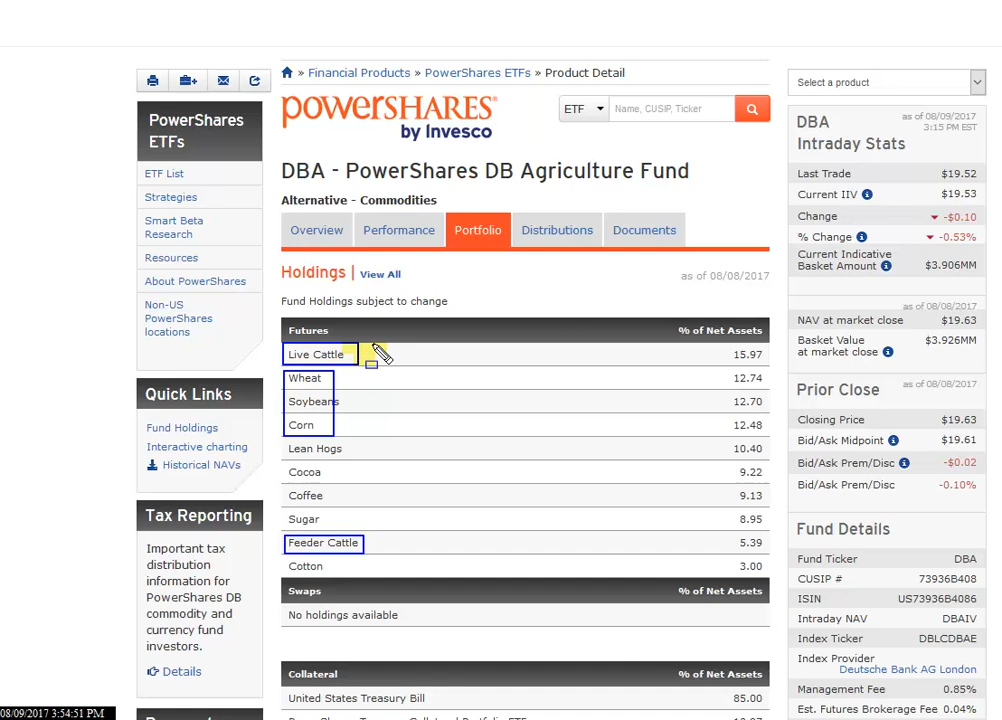 » Financial Products » PowerShares ETFs » Product Detail
Select a product
powerSHARES®
by Invesco
ETF
Name, CUSIP, Ticker
PowerShares
ETFs
ETF List
Strategies
Smart Beta
Research
Resources
About PowerShares
Non-US
PowerShares
locations
Quick Links
Fund Holdings
Interactive charting
Historical NAVs
Tax Reporting
Important tax
distribution
information for
PowerShares DB
commodity and
currency fund
investors.
Details
DBA - PowerShares DB Agriculture Fund
Alternative - Commodities
Overview Performance Portfolio Distributions Documents
Holdings | View All as of 08/08/2017
Fund Holdings subject to change
Futures % of Net Assets
Live Cattle 15.97
Wheat 12.74
Soybeans 12.70
Corn 12.48
Lean Hogs 10.40
Cocoa 9.22
Coffee 9.13
Sugar 8.95
Feeder Cattle 5.39
Cotton 3.00
Swaps % of Net Assets
No holdings available
Collateral % of Net Assets
United States Treasury Bill 85.00
DBA as of 08/09/2017
Intraday Stats 3:15 PM EST
Last Trade $19.52
Current IIV $19.53
Change -$0.10
% Change -0.53%
Current Indicative
Basket Amount $3.906MM
as of 08/08/2017
NAV at market close $19.63
Basket Value
at market close $3.926MM
Prior Close as of 08/08/2017
Closing Price $19.63
Bid/Ask Midpoint $19.61
Bid/Ask Prem/Disc -$0.02
Bid/Ask Prem/Disc -0.10%
Fund Details
Fund Ticker DBA
CUSIP # 73936B408
ISIN US73936B4086
Intraday NAV DBAIV
Index Ticker DBLCDBAE
Index Provider
Deutsche Bank AG London
Management Fee 0.85%
Est. Futures Brokerage Fee 0.04%
08/09/2017 3:54:51 PM